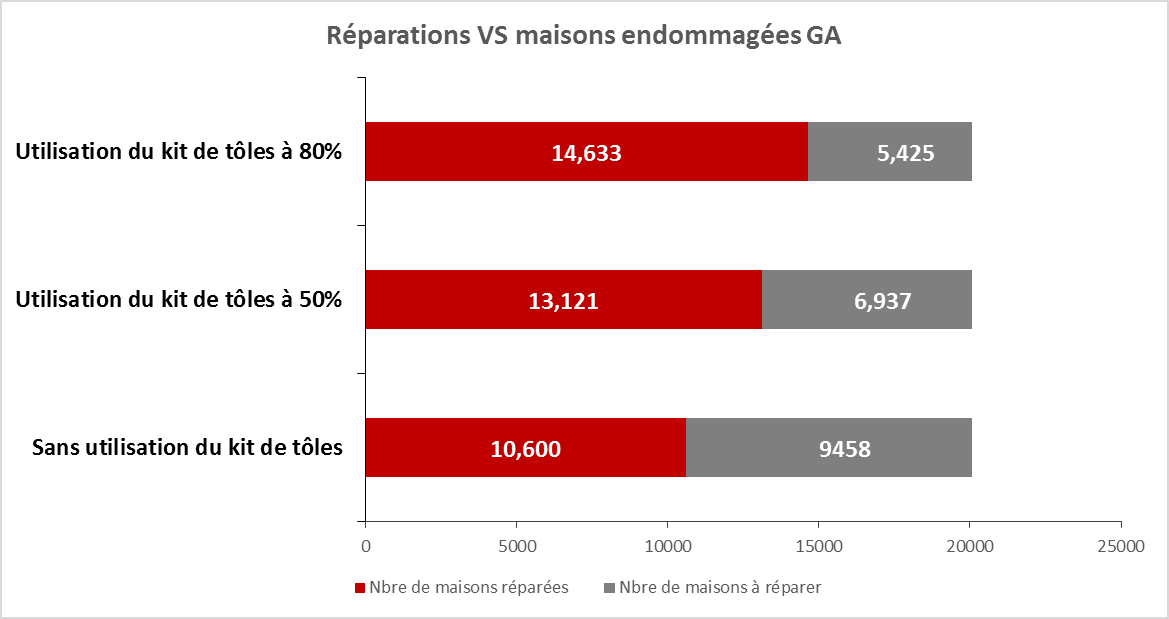 Réparations VS maisons endommagées GA
Utilisation du kit de tôles à 80%
14,633
5,425
Utilisation du kit de tôles à 50%
13,121
6,937
Sans utilisation du kit de tôles
10,600
9458
0
5000
10000
15000
20000
25000
Nbre de maisons réparées
Nbre de maisons à réparer